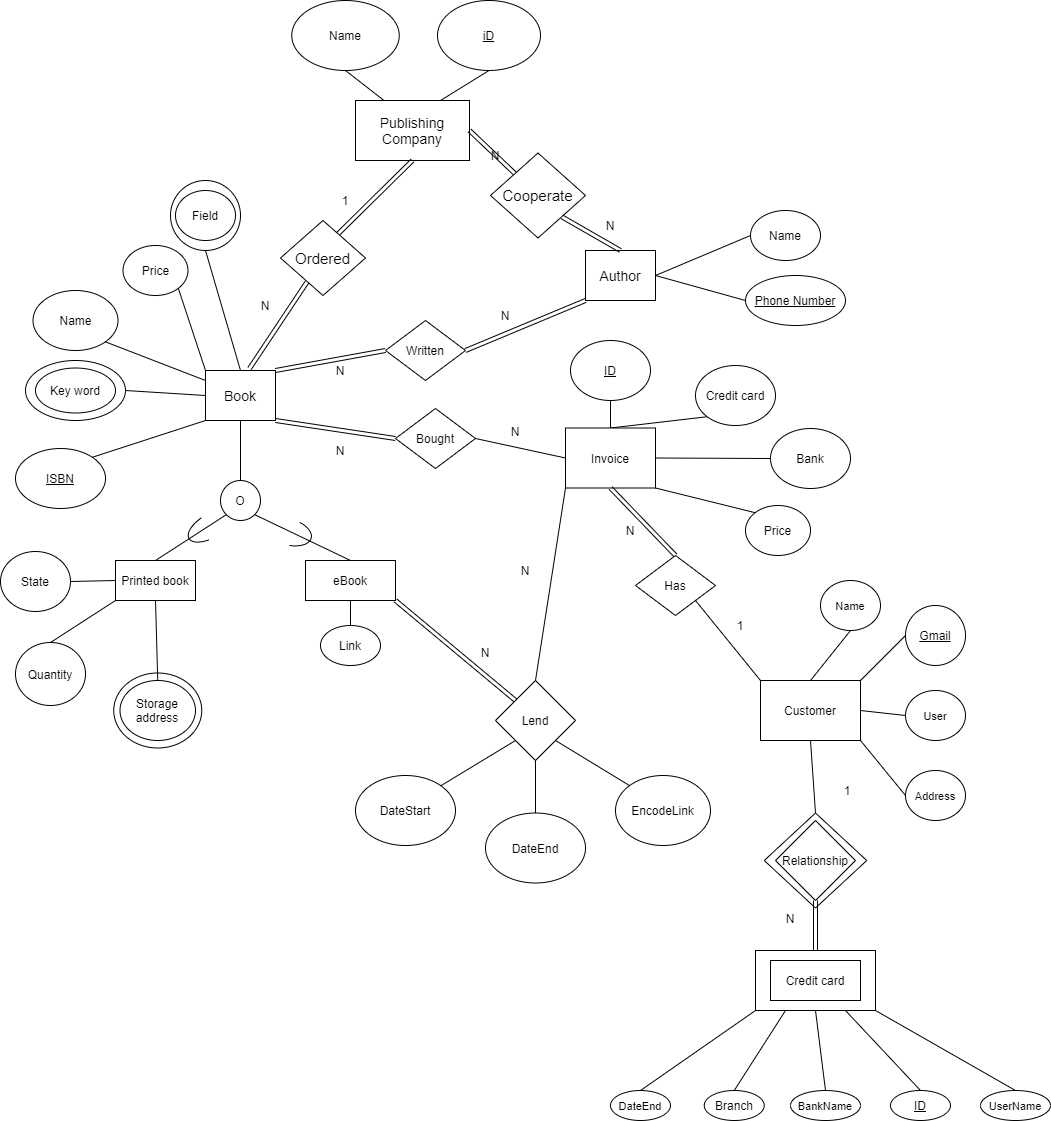 Name
iD
Publishing
Company
N
Cooperate
1
Field
N
Name
Ordered
Price
Author
Phone Number
N
Name
N
Written
N
ID
Key word
Book
Credit card
N
Bought
Invoice
Bank
ISBN
N
O
Price
N
State
Printed book
eBook
N
Has
Name
1
Gmail
Link
N
Quantity
Storage
address
Lend
Customer
User
1
Address
DateStart
EncodeLink
DateEnd
Relationship
N
Credit card
DateEnd
Branch
BankName
ID
UserName